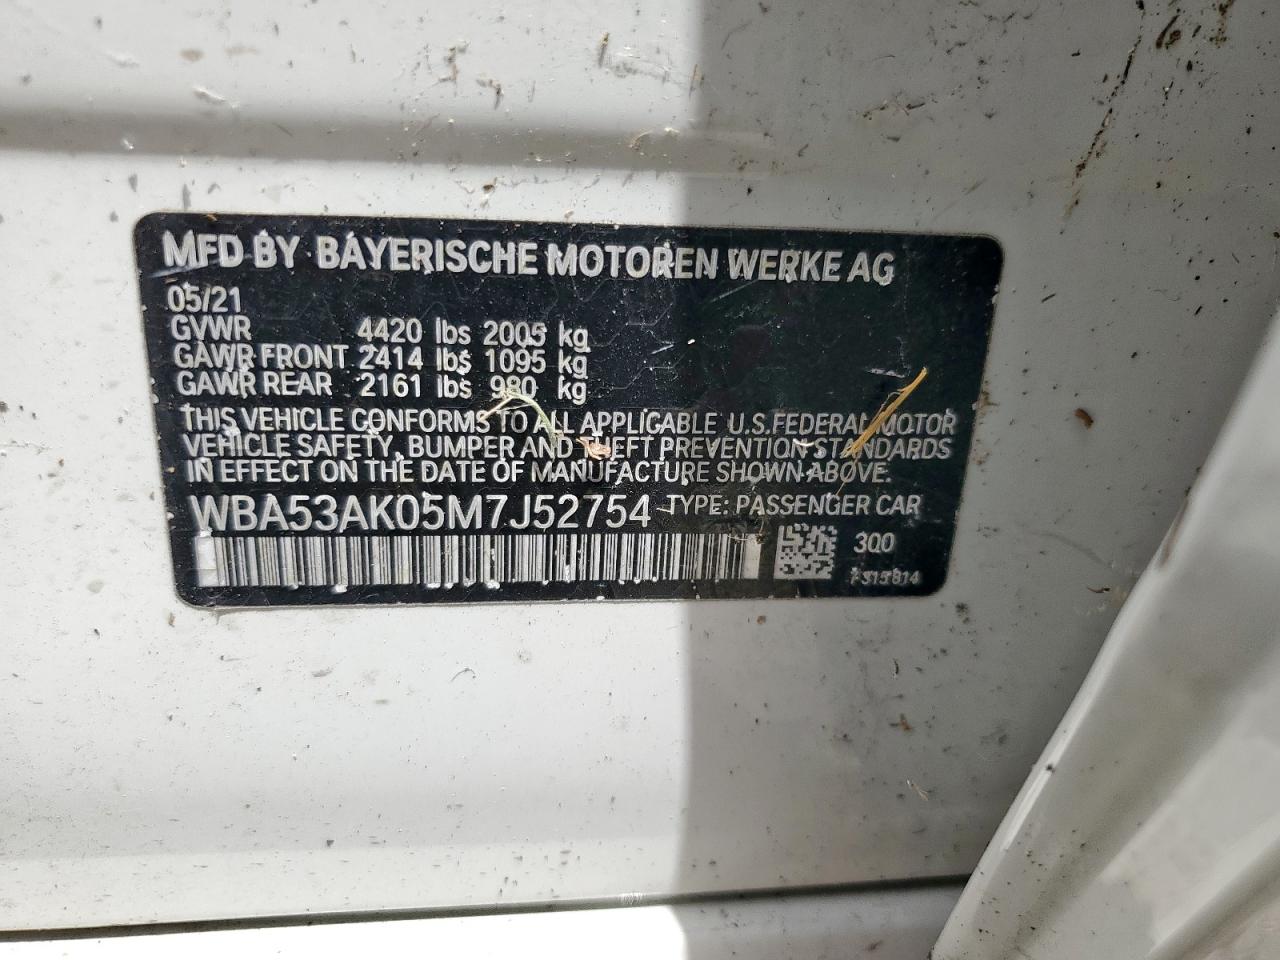 MFD BY BAYERISCHE MOTOREN WERKE AG
05/21
GVWR 4420 lbs 2005 kg
GAWR FRONT 2414 lbs 1095 kg
GAWR REAR 2161 lbs 980 kg
THIS VEHICLE CONFORMS TO ALL APPLICABLE U.S. FEDERAL MOTOR
VEHICLE SAFETY, BUMPER AND THEFT PREVENTION STANDARDS
IN EFFECT ON THE DATE OF MANUFACTURE SHOWN ABOVE.
WBA53AK05M7J52754 TYPE: PASSENGER CAR
300